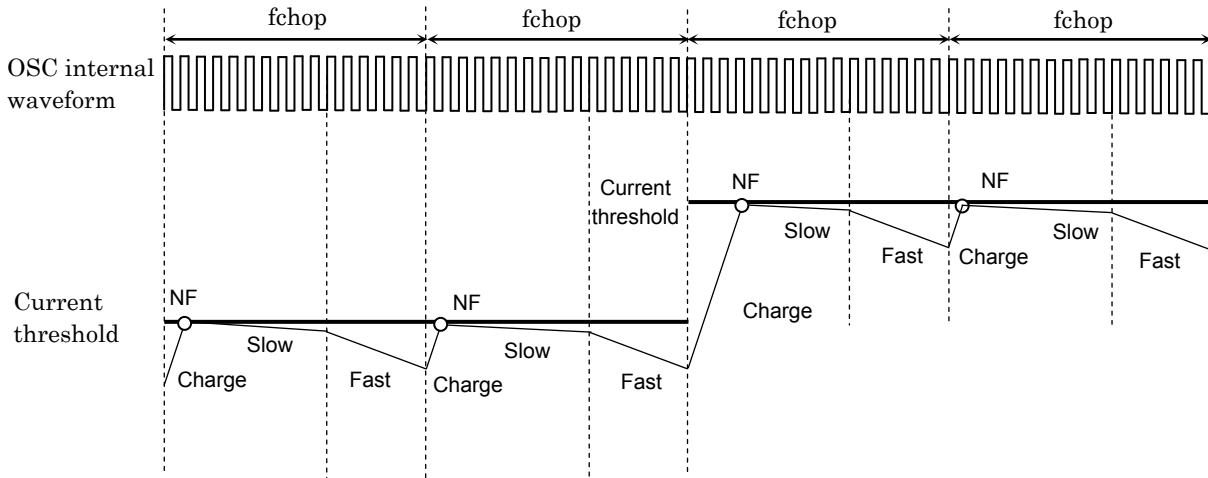 fchop
fchop
fchop
fchop
OSC internal
waveform
Current
threshold
NF
NF
Slow
Slow
Fast
Charge
Fast
Charge
Current
threshold
NF
NF
Slow
Slow
Charge
Fast
Charge
Fast